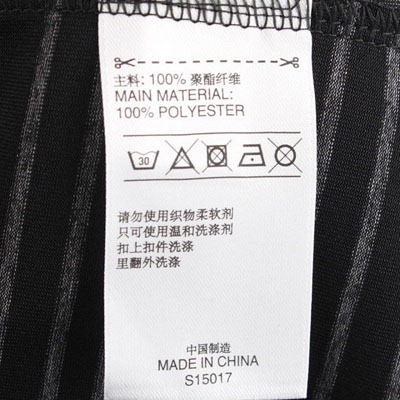 主料: 100% 聚酯纤维
MAIN MATERIAL:
100% POLYESTER
30
请勿使用织物柔软剂
只可使用温和洗涤剂
扣上扣件洗涤
里翻外洗涤
中国制造
MADE IN CHINA
S15017